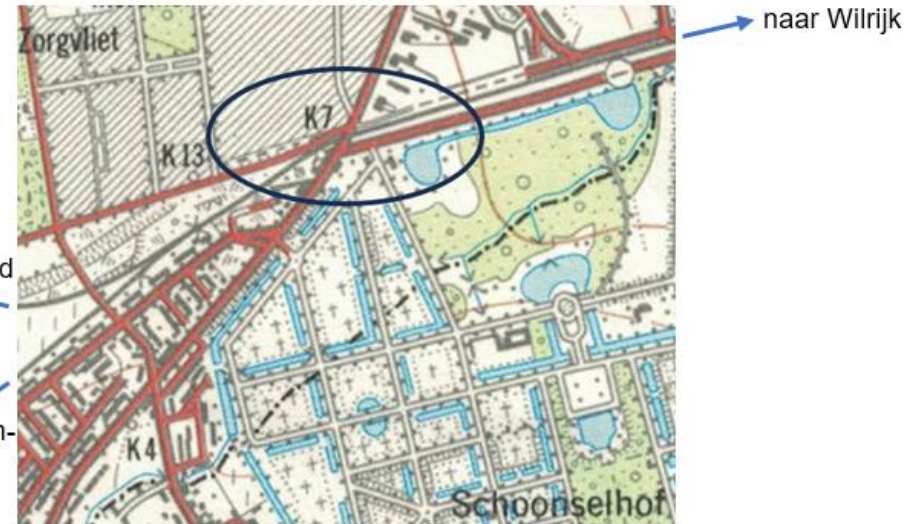 naar Wilrijk
Zorgvliet
K7
K13
d
n-
K4
Schoonselhof